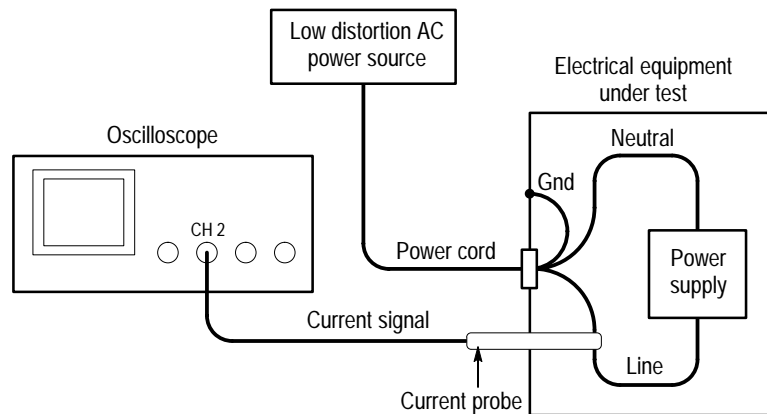 Low distortion AC
power source
Electrical equipment
under test
Oscilloscope
Neutral
Gnd
CH 2
Power cord
Power
supply
Current signal
Line
Current probe